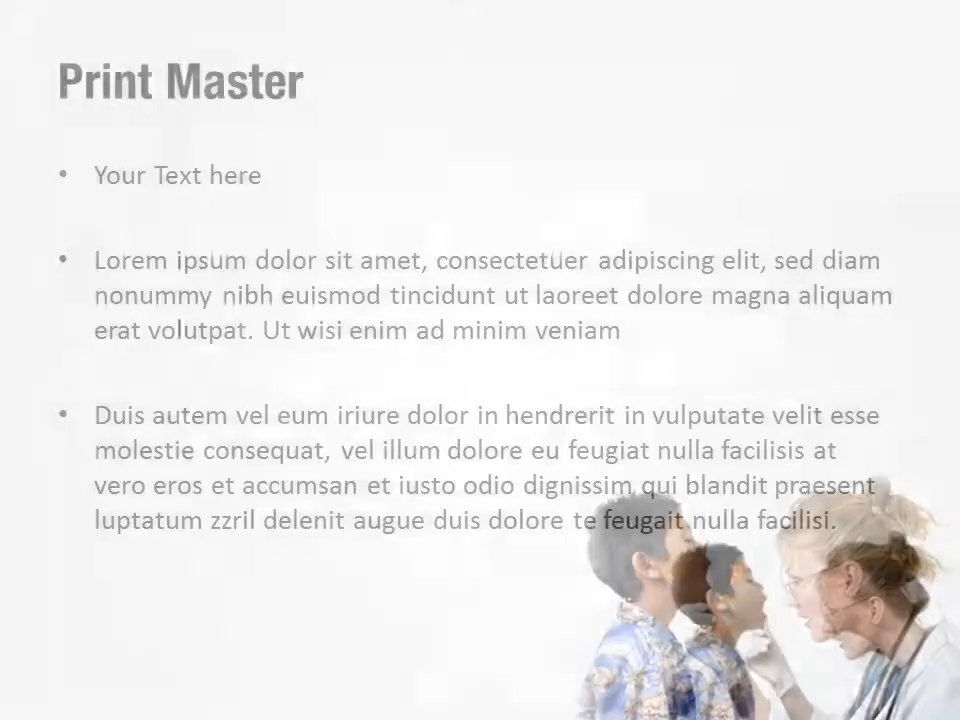 Print Master
• Your Text here
• Lorem ipsum dolor sit amet, consectetuer adipiscing elit, sed diam
nonummy nibh euismod tincidunt ut laoreet dolore magna aliquam
erat volutpat. Ut wisi enim ad minim veniam
• Duis autem vel eum iriure dolor in hendrerit in vulputate velit esse
molestie consequat, vel illum dolore eu feugiat nulla facilisis at
vero eros et accumsan et iusto odio dignissim qui blandit praesent
luptatum zzril delenit augue duis dolore te feugait nulla facilisi.